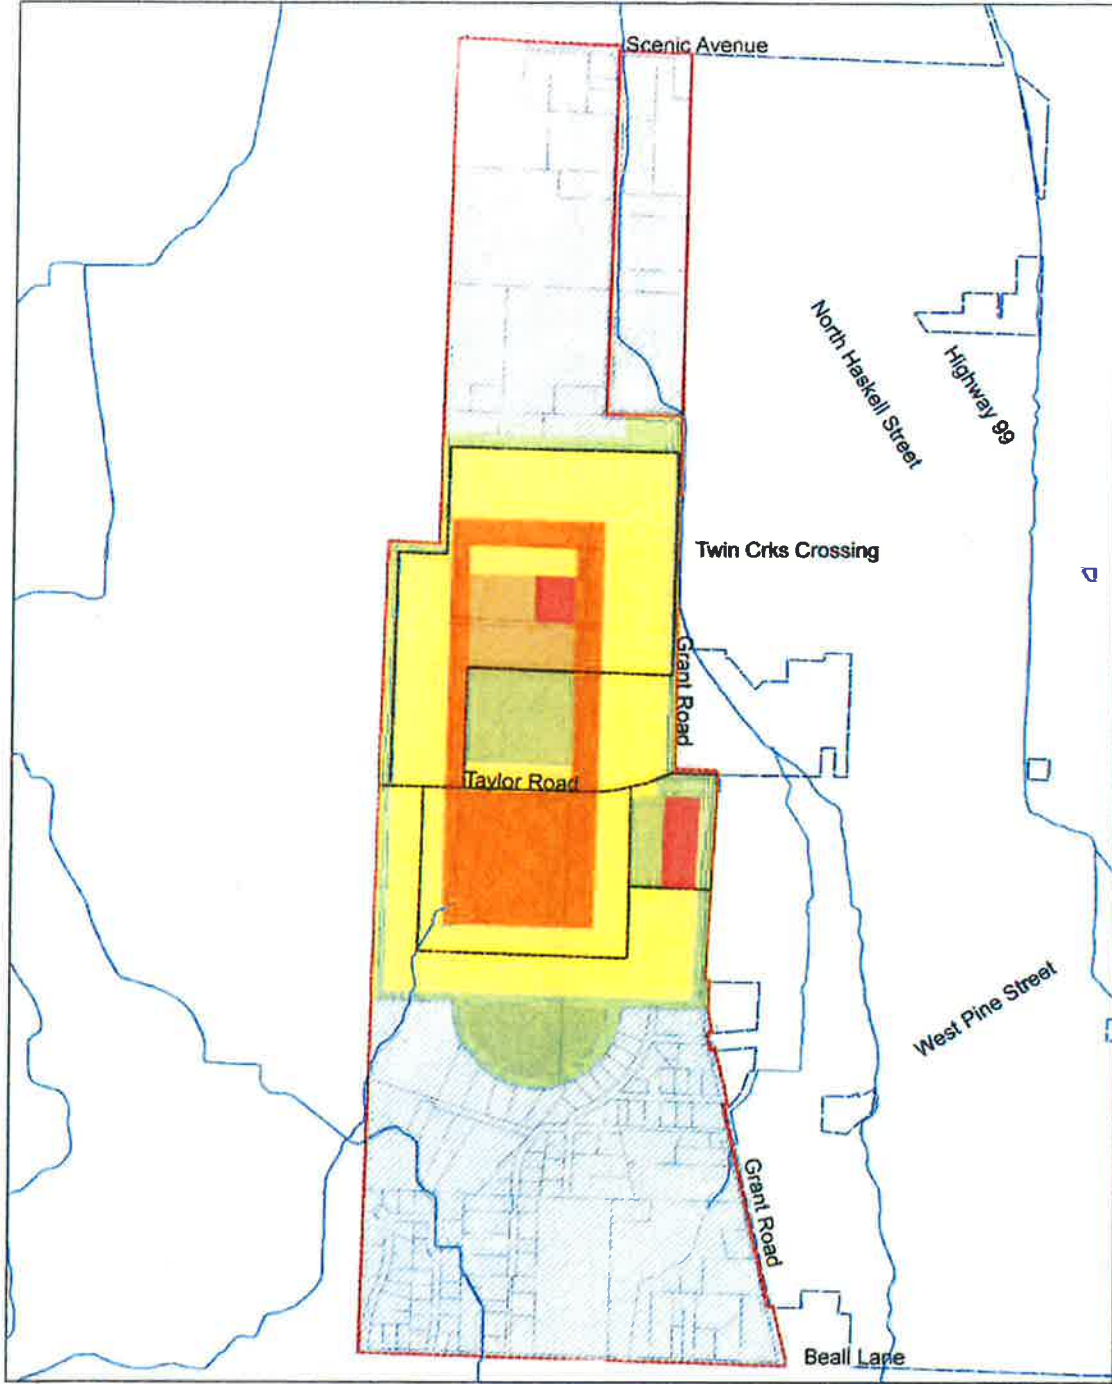 Scenic Avenue
North Haskell Street
Highway 99
Twin Crks Crossing
Grant Road
Taylor Road
West Pine Street
Grant Road
Beall Lane